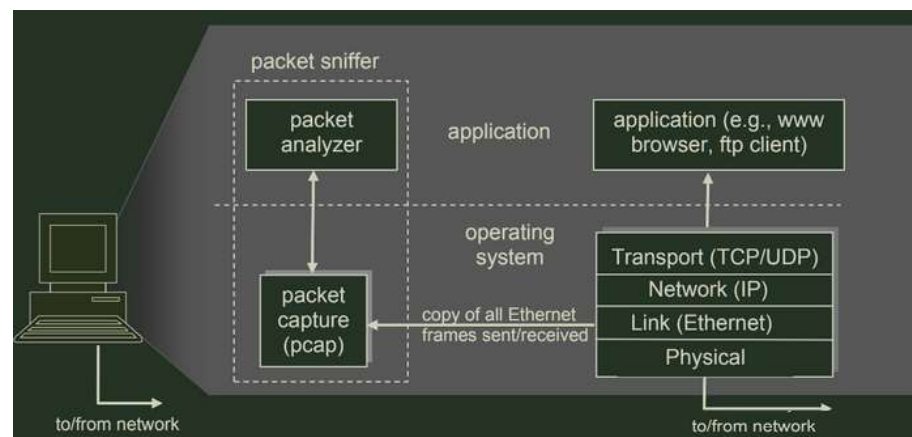 packet sniffer
packet
analyzer
application
application (e.g., www
browser, ftp client)
operating
system
packet
capture
(pcap)
copy of all Ethernet
frames sent/received
Transport (TCP/UDP)
Network (IP)
Link (Ethernet)
Physical
to/from network
to/from network